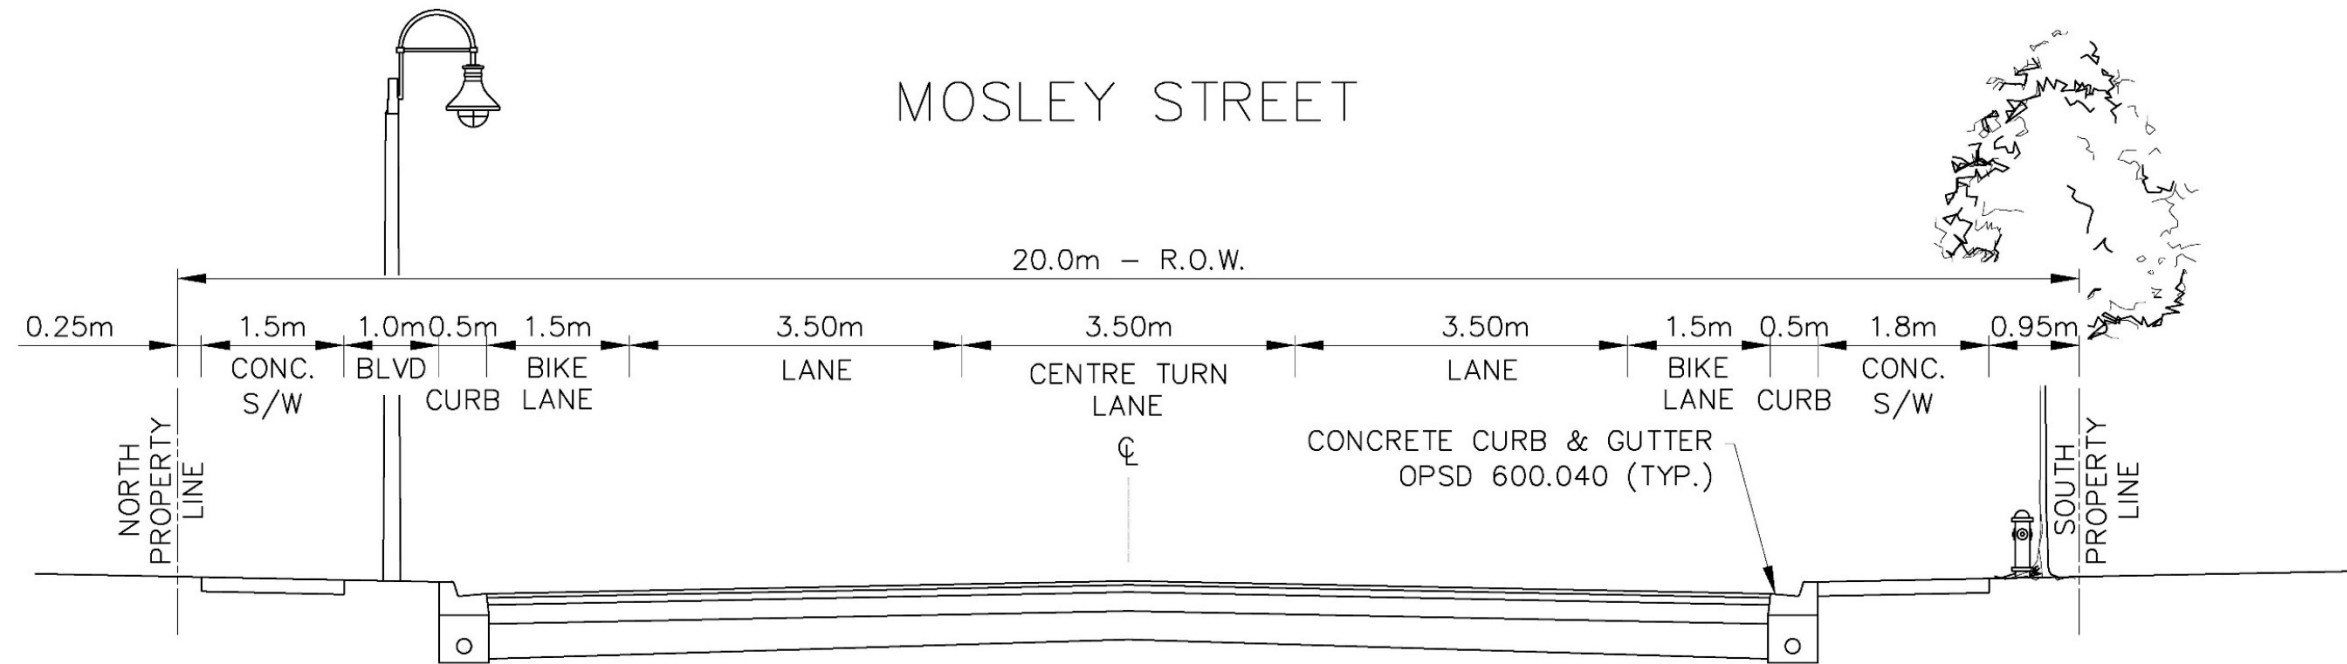 MOSLEY STREET
20.0m – R.O.W.
0.25m
1.5m
1.0m
0.5m
1.5m
3.50m
3.50m
3.50m
1.5m
0.5m
1.8m
0.95m
CONC.
S/W
BLVD
CURB
BIKE
LANE
LANE
CENTRE TURN
LANE
LANE
BIKE
LANE
CURB
CONC.
S/W
℄
CONCRETE CURB & GUTTER
OPSD 600.040 (TYP.)
NORTH
PROPERTY
LINE
SOUTH
PROPERTY
LINE